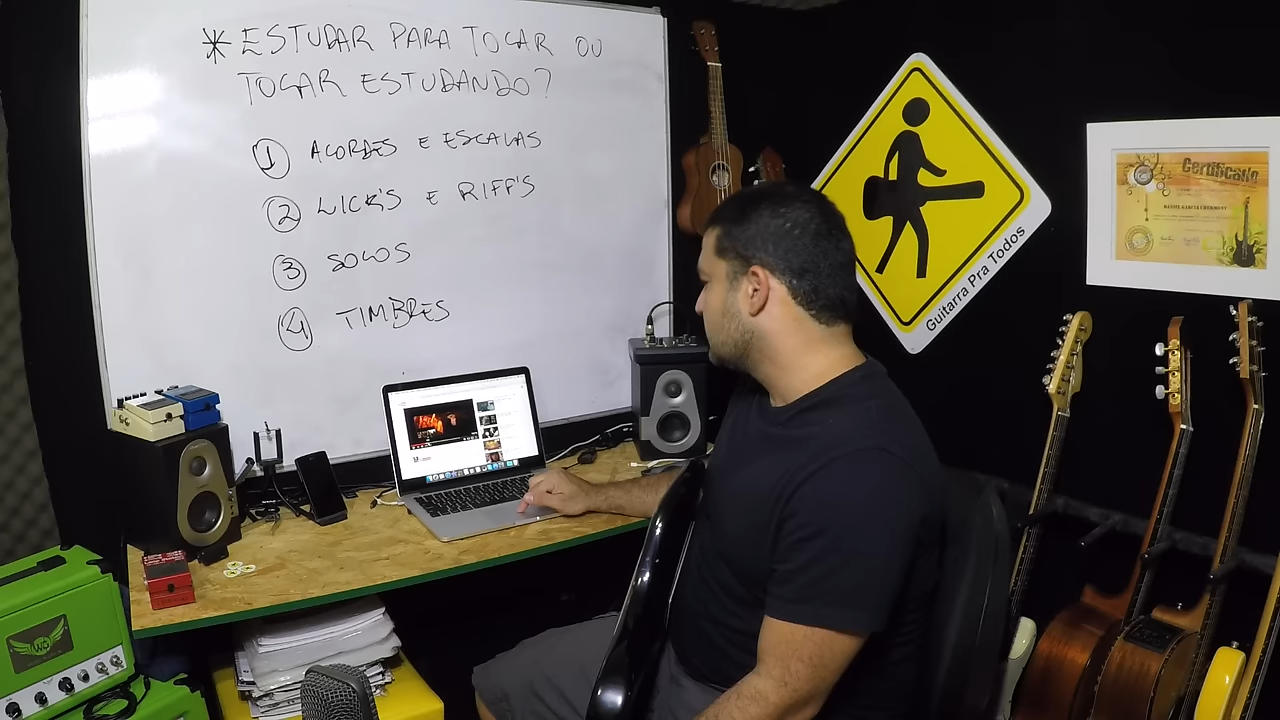 * ESTUDAR PARA TOCAR OU
TOCAR ESTUDANDO?
1 ACORDES E ESCALAS
2 LICK'S E RIFF'S
3 SOLOS
4 TIMBRES
Guitarra Pra Todos
Certificado